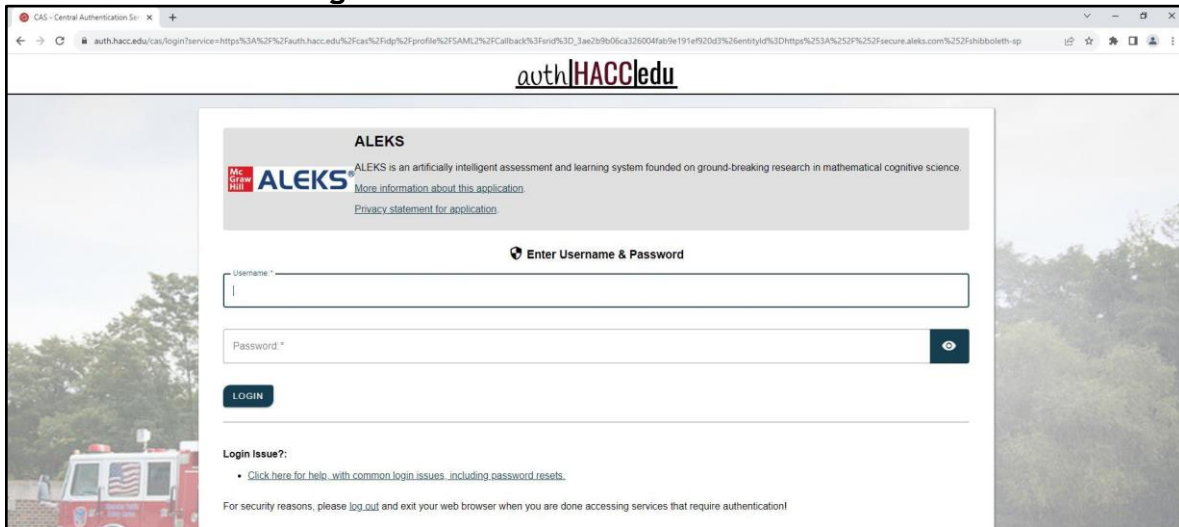 CAS - Central Authentication Ser
auth.hacc.edu/cas/login?service=https%3A%2F%2Fauth.hacc.edu%2Fcas%2Fidp%2Fprofile%2FSAML2%2FCallback%3Fsrid%3D_3ae2b9b06ca326004fab9e191ef920d3%26entityId%3Dhttps%253A%252F%252Fsecure.aleks.com%252Fshibboleth-sp
auth|HACC|edu
ALEKS
Mc Graw Hill ALEKS®
ALEKS is an artificially intelligent assessment and learning system founded on ground-breaking research in mathematical cognitive science.
More information about this application.
Privacy statement for application.
Enter Username & Password
Username:*
Password:*
LOGIN
Login Issue?:
• Click here for help, with common login issues, including password resets.
For security reasons, please log out and exit your web browser when you are done accessing services that require authentication!